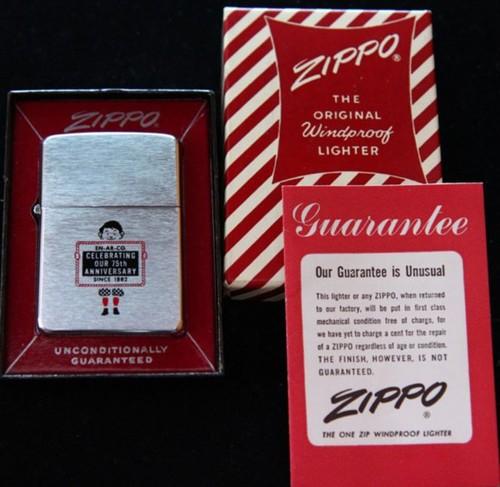 ZIPPO
EN-AR-CO
CELEBRATING
OUR 75th
ANNIVERSARY
SINCE 1882
UNCONDITIONALLY
GUARANTEED
ZIPPO®
THE
ORIGINAL
Windproof
LIGHTER
Guarantee
Our Guarantee is Unusual
This lighter or any ZIPPO, when returned
to our factory, will be put in first class
mechanical condition free of charge, for
we have yet to charge a cent for the repair
of a ZIPPO regardless of age or condition.
THE FINISH, HOWEVER, IS NOT
GUARANTEED.
ZIPPO®
THE ONE ZIP WINDPROOF LIGHTER